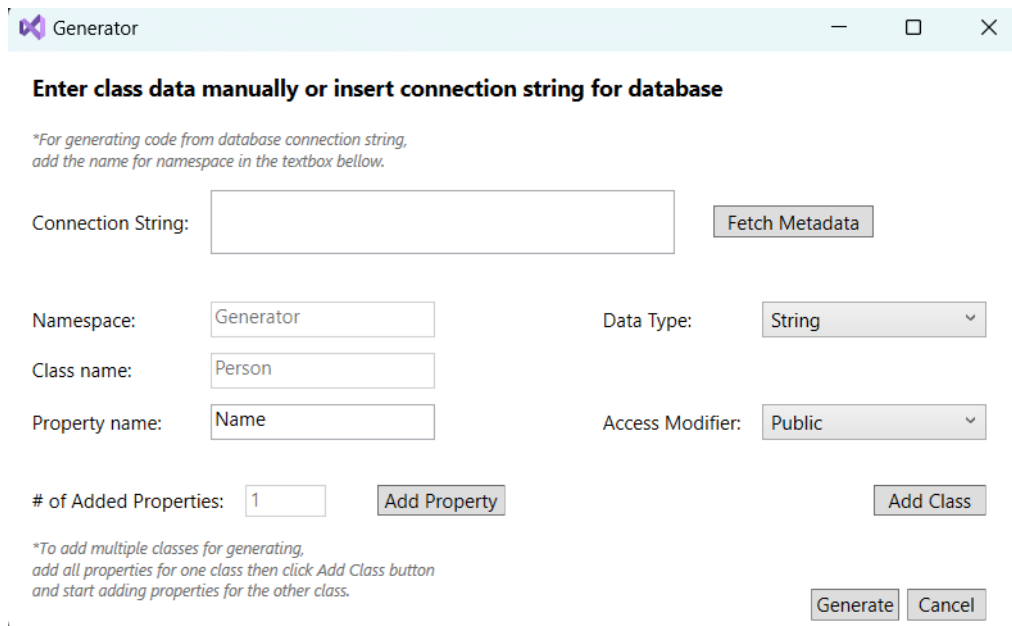 Generator
Enter class data manually or insert connection string for database
*For generating code from database connection string,
add the name for namespace in the textbox bellow.
Connection String:
Fetch Metadata
Namespace:
Generator
Data Type:
String
Class name:
Person
Property name:
Name
Access Modifier:
Public
# of Added Properties:
1
Add Property
Add Class
*To add multiple classes for generating,
add all properties for one class then click Add Class button
and start adding properties for the other class.
Generate
Cancel